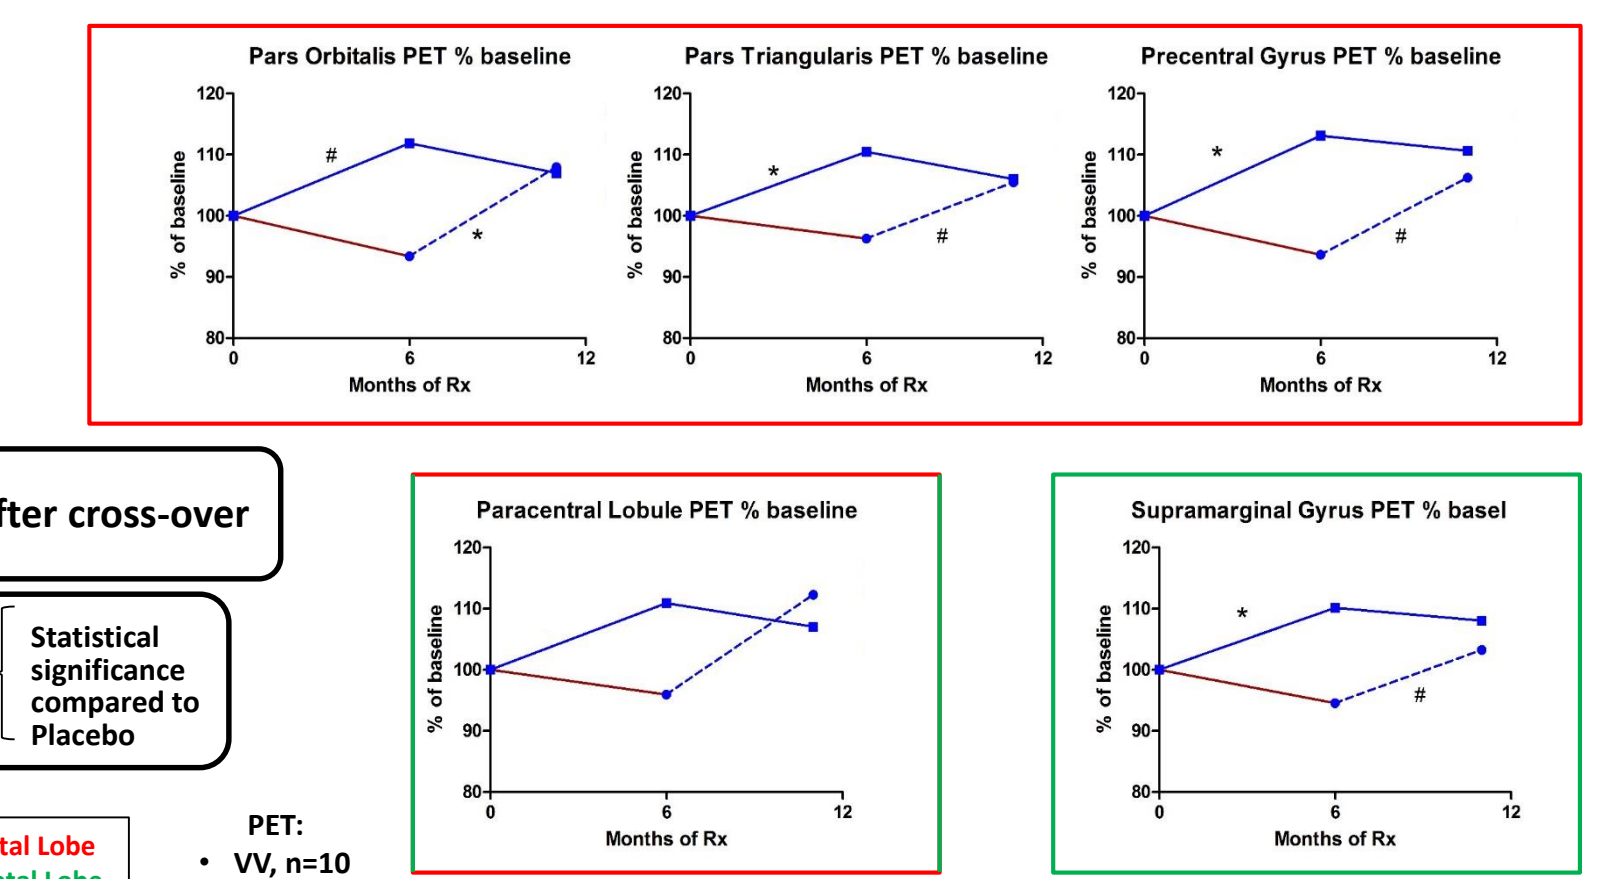 Pars Orbitalis PET % baseline
120
110
100
90
80
0 6 12
% of baseline
Months of Rx
#
*
Pars Triangularis PET % baseline
120
110
100
90
80
0 6 12
% of baseline
Months of Rx
*
#
Precentral Gyrus PET % baseline
120
110
100
90
80
0 6 12
% of baseline
Months of Rx
*
#
fter cross-over
Statistical
significance
compared to
Placebo
tal Lobe
PET:
• VV, n=10
Paracentral Lobule PET % baseline
120
110
100
90
80
0 6 12
% of baseline
Months of Rx
Supramarginal Gyrus PET % basel
120
110
100
90
80
0 6 12
% of baseline
Months of Rx
*
#